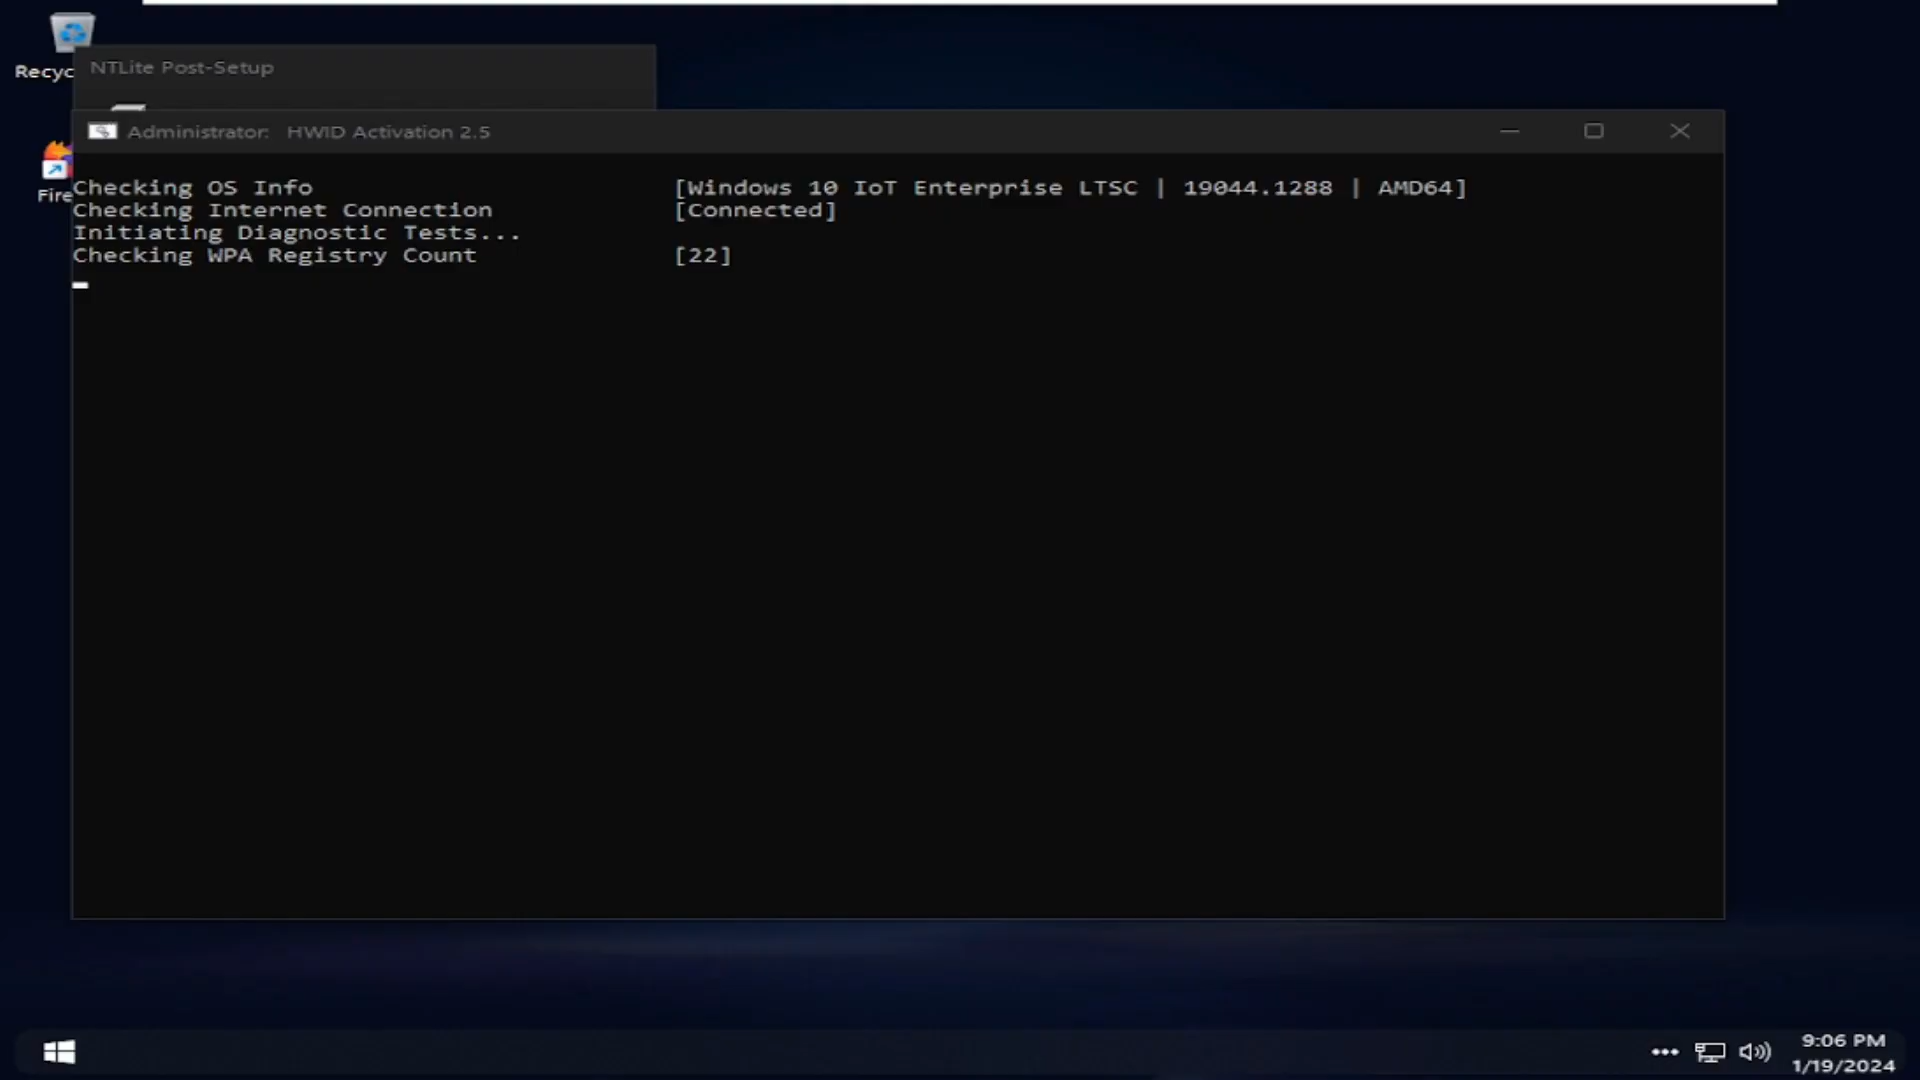 Recyc
NTLite Post-Setup
Administrator: HWID Activation 2.5
Fire
Checking OS Info [Windows 10 IoT Enterprise LTSC | 19044.1288 | AMD64]
Checking Internet Connection [Connected]
Initiating Diagnostic Tests...
Checking WPA Registry Count [22]
9:06 PM
1/19/2024